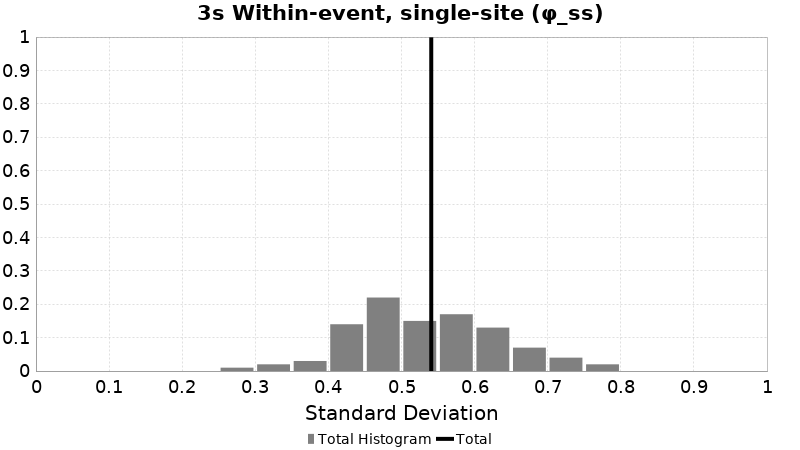 3s Within-event, single-site (φ_ss)
1
0.9
0.8
0.7
0.6
0.5
0.4
0.3
0.2
0.1
0
0 0.1 0.2 0.3 0.4 0.5 0.6 0.7 0.8 0.9 1
Standard Deviation
Total Histogram Total